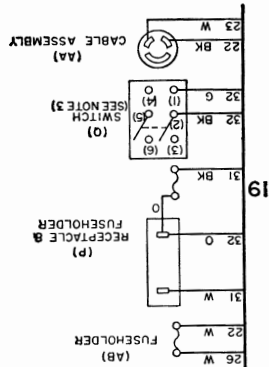 26 W
(AB)
FUSEHOLDER
22 W
31 W
(P)
RECEPTACLE &
FUSEHOLDER
32 O
19
O
31 BK
(3) (6)
(Q)
SWITCH
(SEE NOTE 3)
(2) (5)
32 BK
(1) (4)
32 G
(AA)
CABLE ASSEMBLY
22 BK
23 W